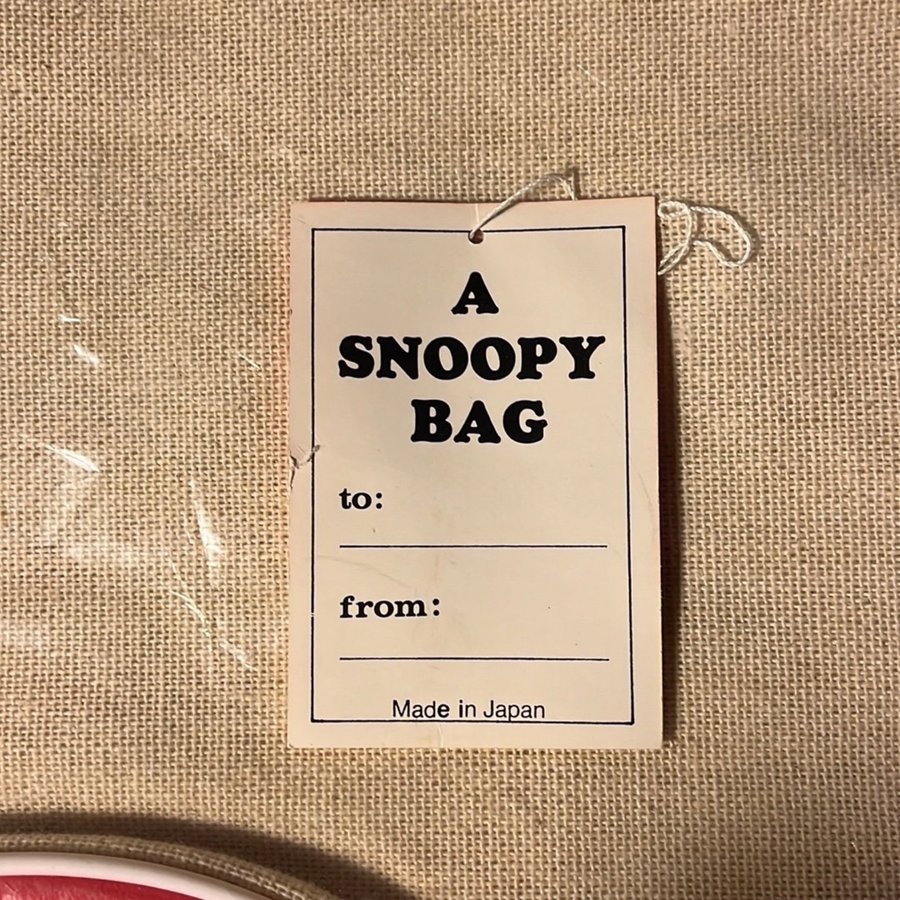 A
SNOOPY
BAG
to:
from:
Made in Japan